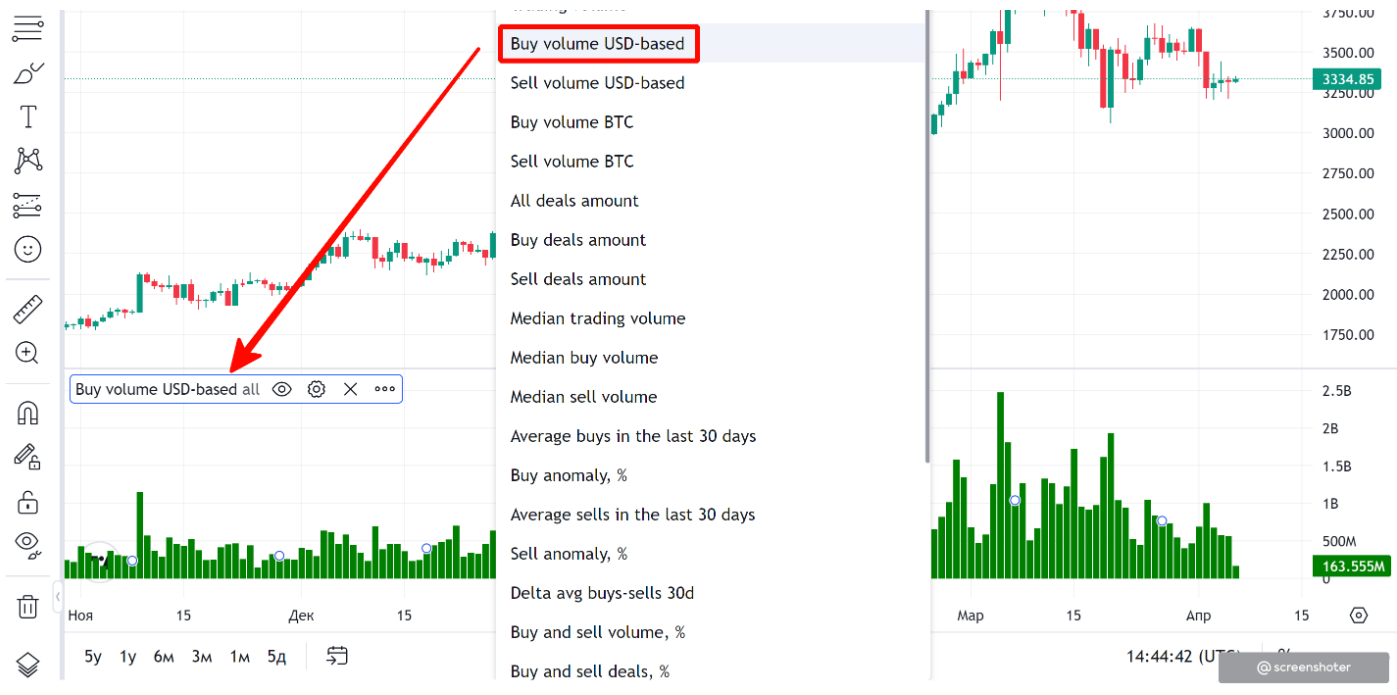 Trading volume
Buy volume USD-based
Sell volume USD-based
Buy volume BTC
Sell volume BTC
All deals amount
Buy deals amount
Sell deals amount
Median trading volume
Median buy volume
Median sell volume
Average buys in the last 30 days
Buy anomaly, %
Average sells in the last 30 days
Sell anomaly, %
Delta avg buys-sells 30d
Buy and sell volume, %
Buy and sell deals, %
T
Buy volume USD-based all
3750.00
3500.00
3334.85
3250.00
3000.00
2750.00
2500.00
2250.00
2000.00
1750.00
2.5B
2B
1.5B
1B
500M
163.555M
0
Ноя
15
Дек
15
Мар
15
Апр
15
5y
1y
6м
3м
1м
5д
14:44:42 (UTC)
%
@screenshoter